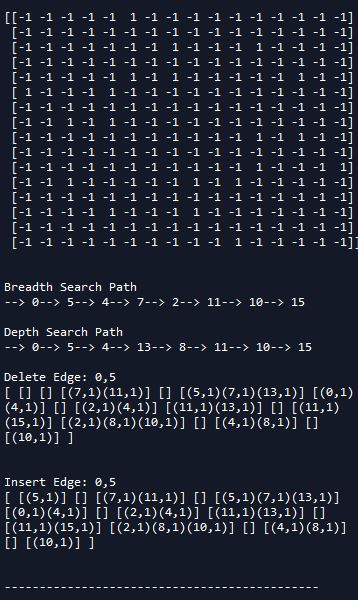 [[-1 -1 -1 -1 -1  1 -1 -1 -1 -1 -1 -1 -1 -1 -1 -1]
[-1 -1 -1 -1 -1 -1 -1 -1 -1 -1 -1 -1 -1 -1 -1 -1]
[-1 -1 -1 -1 -1 -1 -1  1 -1 -1 -1  1 -1 -1 -1 -1]
[-1 -1 -1 -1 -1 -1 -1 -1 -1 -1 -1 -1 -1 -1 -1 -1]
[-1 -1 -1 -1 -1  1 -1  1 -1 -1 -1 -1 -1  1 -1 -1]
[ 1 -1 -1 -1  1 -1 -1 -1 -1 -1 -1 -1 -1 -1 -1 -1]
[-1 -1 -1 -1 -1 -1 -1 -1 -1 -1 -1 -1 -1 -1 -1 -1]
[-1 -1  1 -1  1 -1 -1 -1 -1 -1 -1 -1 -1 -1 -1 -1]
[-1 -1 -1 -1 -1 -1 -1 -1 -1 -1 -1  1 -1  1 -1 -1]
[-1 -1 -1 -1 -1 -1 -1 -1 -1 -1 -1 -1 -1 -1 -1 -1]
[-1 -1 -1 -1 -1 -1 -1 -1 -1 -1 -1  1 -1 -1 -1  1]
[-1 -1  1 -1 -1 -1 -1 -1  1 -1  1 -1 -1 -1 -1 -1]
[-1 -1 -1 -1 -1 -1 -1 -1 -1 -1 -1 -1 -1 -1 -1 -1]
[-1 -1 -1 -1  1 -1 -1 -1  1 -1 -1 -1 -1 -1 -1 -1]
[-1 -1 -1 -1 -1 -1 -1 -1 -1 -1 -1 -1 -1 -1 -1 -1]
[-1 -1 -1 -1 -1 -1 -1 -1 -1 -1  1 -1 -1 -1 -1 -1]]
Breadth Search Path
--> 0--> 5--> 4--> 7--> 2--> 11--> 10--> 15
Depth Search Path
--> 0--> 5--> 4--> 13--> 8--> 11--> 10--> 15
Delete Edge: 0,5
[ [] [] [(7,1)(11,1)] [] [(5,1)(7,1)(13,1)] [(0,1)
(4,1)] [] [(2,1)(4,1)] [(11,1)(13,1)] [] [(11,1)
(15,1)] [(2,1)(8,1)(10,1)] [] [(4,1)(8,1)] []
[(10,1)] ]
Insert Edge: 0,5
[ [(5,1)] [] [(7,1)(11,1)] [] [(5,1)(7,1)(13,1)]
[(0,1)(4,1)] [] [(2,1)(4,1)] [(11,1)(13,1)] []
[(11,1)(15,1)] [(2,1)(8,1)(10,1)] [] [(4,1)(8,1)]
[] [(10,1)] ]
---------------------------------------------